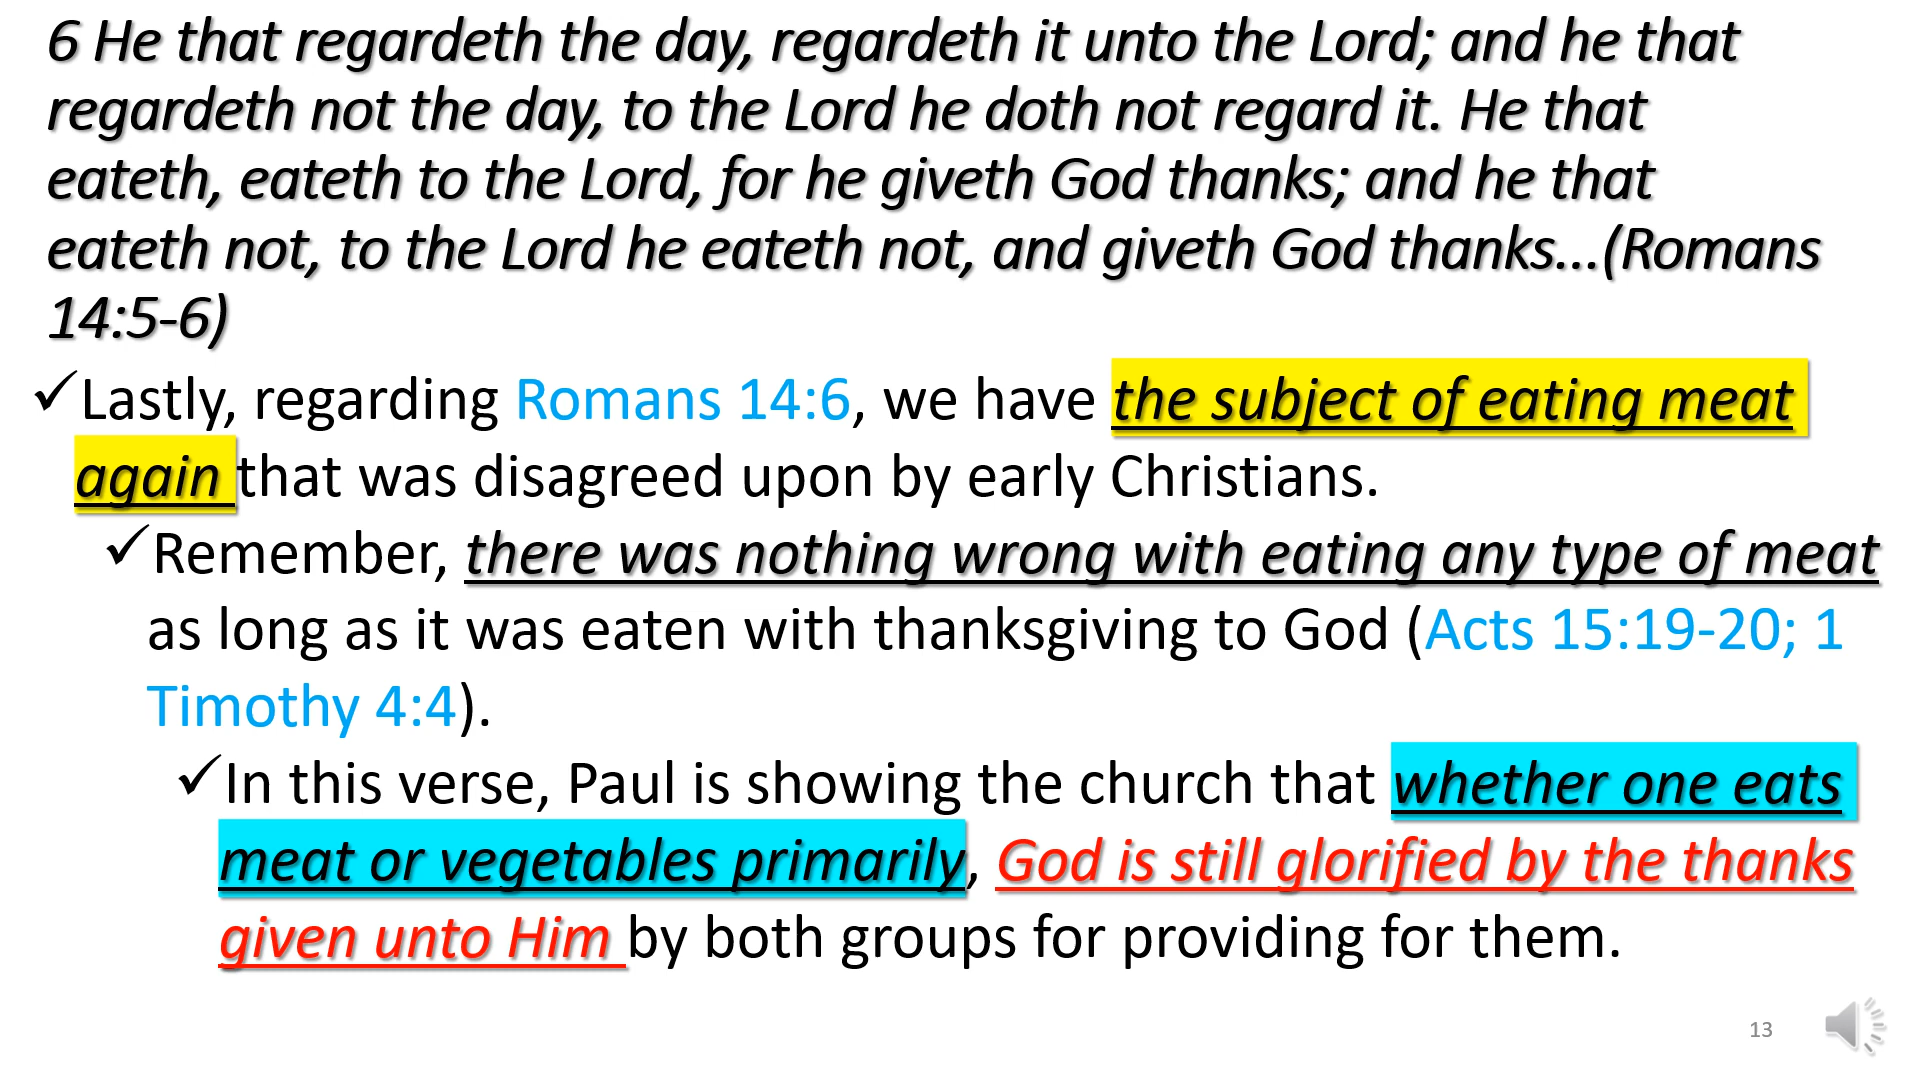 6 He that regardeth the day, regardeth it unto the Lord; and he that
regardeth not the day, to the Lord he doth not regard it. He that
eateth, eateth to the Lord, for he giveth God thanks; and he that
eateth not, to the Lord he eateth not, and giveth God thanks...(Romans
14:5-6)
✓Lastly, regarding Romans 14:6, we have the subject of eating meat
again that was disagreed upon by early Christians.
✓Remember, there was nothing wrong with eating any type of meat
as long as it was eaten with thanksgiving to God (Acts 15:19-20; 1
Timothy 4:4).
✓In this verse, Paul is showing the church that whether one eats
meat or vegetables primarily, God is still glorified by the thanks
given unto Him by both groups for providing for them.
13